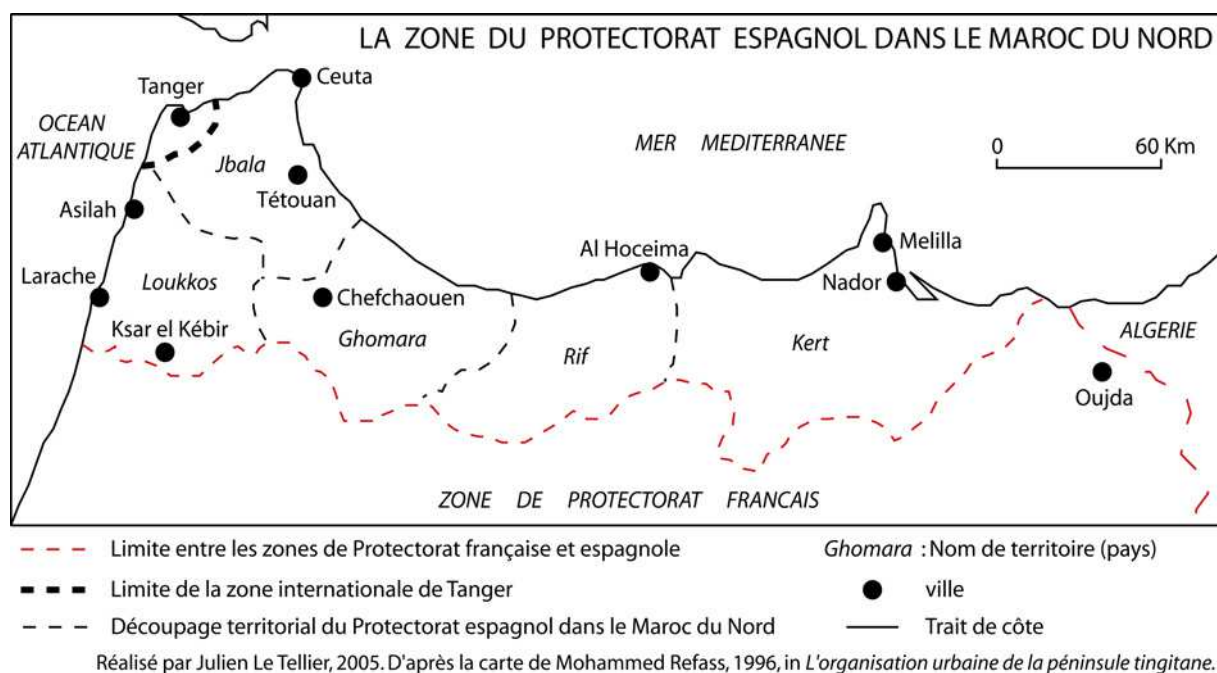 LA ZONE DU PROTECTORAT ESPAGNOL DANS LE MAROC DU NORD
Ceuta
Tanger
OCEAN
ATLANTIQUE
MER MEDITERRANEE
0 60 Km
Jbala
Tétouan
Asilah
Al Hoceima
Melilla
Larache
Loukkos
Chefchaouen
Nador
Ksar el Kébir
Ghomara
Rif
Kert
ALGERIE
Oujda
ZONE DE PROTECTORAT FRANCAIS
Limite entre les zones de Protectorat française et espagnole
Ghomara : Nom de territoire (pays)
Limite de la zone internationale de Tanger
ville
Découpage territorial du Protectorat espagnol dans le Maroc du Nord
Trait de côte
Réalisé par Julien Le Tellier, 2005. D'après la carte de Mohammed Refass, 1996, in L'organisation urbaine de la péninsule tingitane.